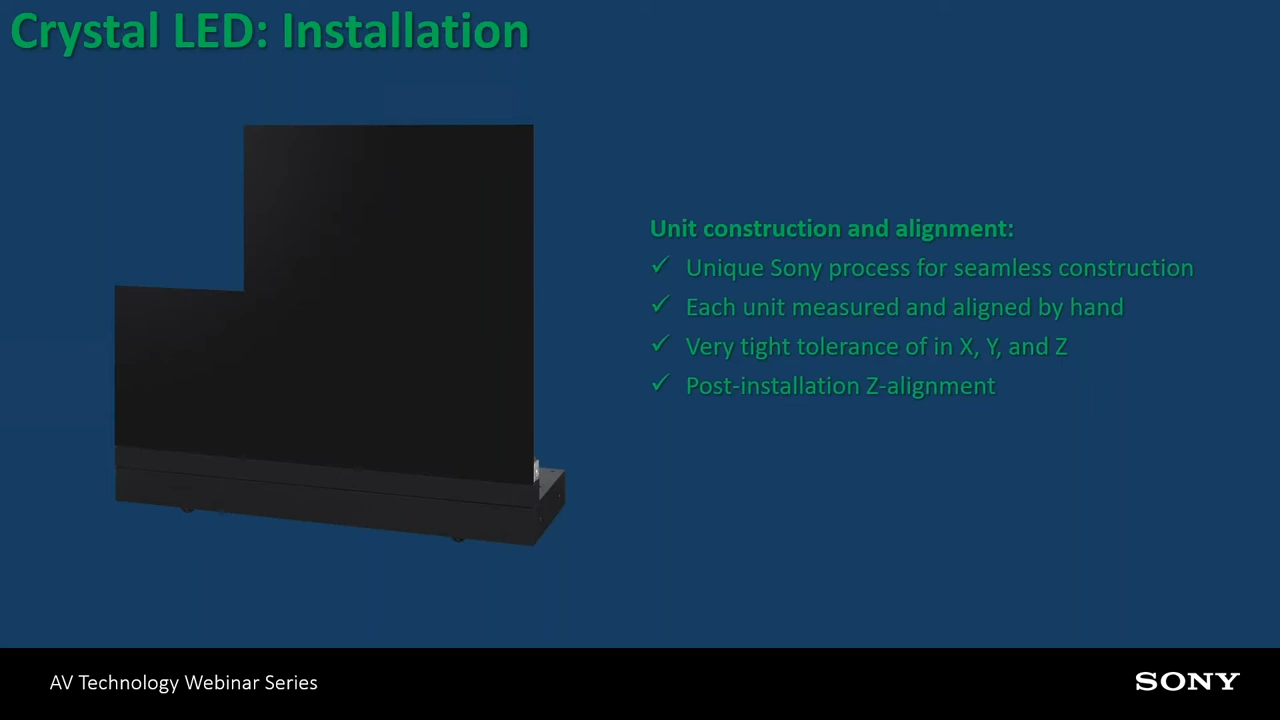 Crystal LED: Installation
Unit construction and alignment:
✓ Unique Sony process for seamless construction
✓ Each unit measured and aligned by hand
✓ Very tight tolerance of in X, Y, and Z
✓ Post-installation Z-alignment
AV Technology Webinar Series
SONY